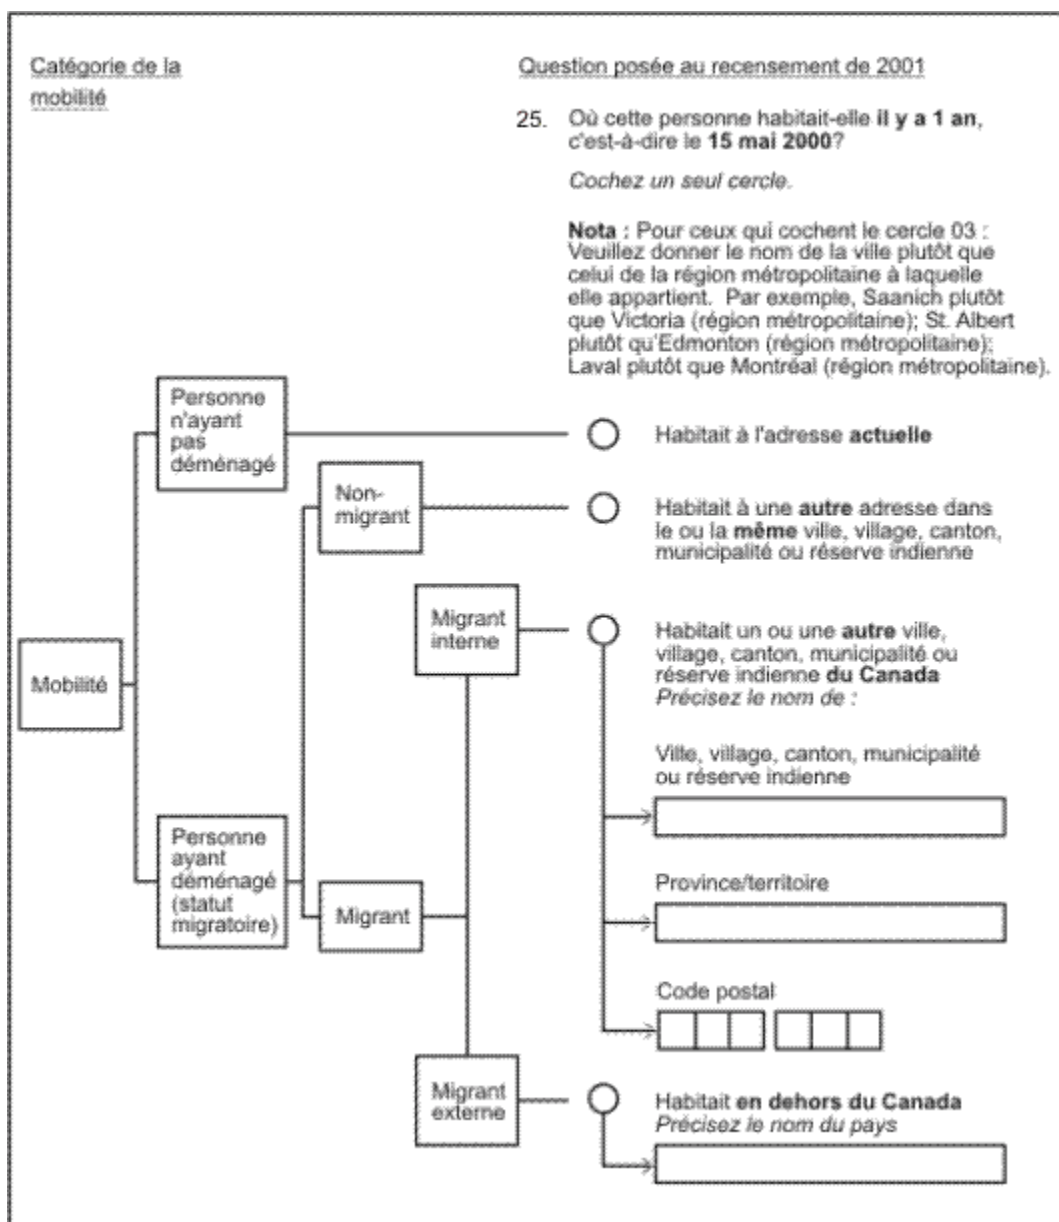 Catégorie de la
mobilité
Question posée au recensement de 2001
25. Où cette personne habitait-elle il y a 1 an,
c'est-à-dire le 15 mai 2000?
Cochez un seul cercle.
Nota : Pour ceux qui cochent le cercle 03 :
Veuillez donner le nom de la ville plutôt que
celui de la région métropolitaine à laquelle
elle appartient. Par exemple, Saanich plutôt
que Victoria (région métropolitaine); St. Albert
plutôt qu'Edmonton (région métropolitaine);
Laval plutôt que Montréal (région métropolitaine).
Personne
n'ayant
pas
déménagé
Habitait à l'adresse actuelle
Non-
migrant
Habitait à une autre adresse dans
le ou la même ville, village, canton,
municipalité ou réserve indienne
Migrant
interne
Habitait un ou une autre ville,
village, canton, municipalité ou
réserve indienne du Canada
Précisez le nom de :
Mobilité
Ville, village, canton, municipalité
ou réserve indienne
Personne
ayant
déménagé
(statut
migratoire)
Migrant
Province/territoire
Code postal
Migrant
externe
Habitait en dehors du Canada
Précisez le nom du pays